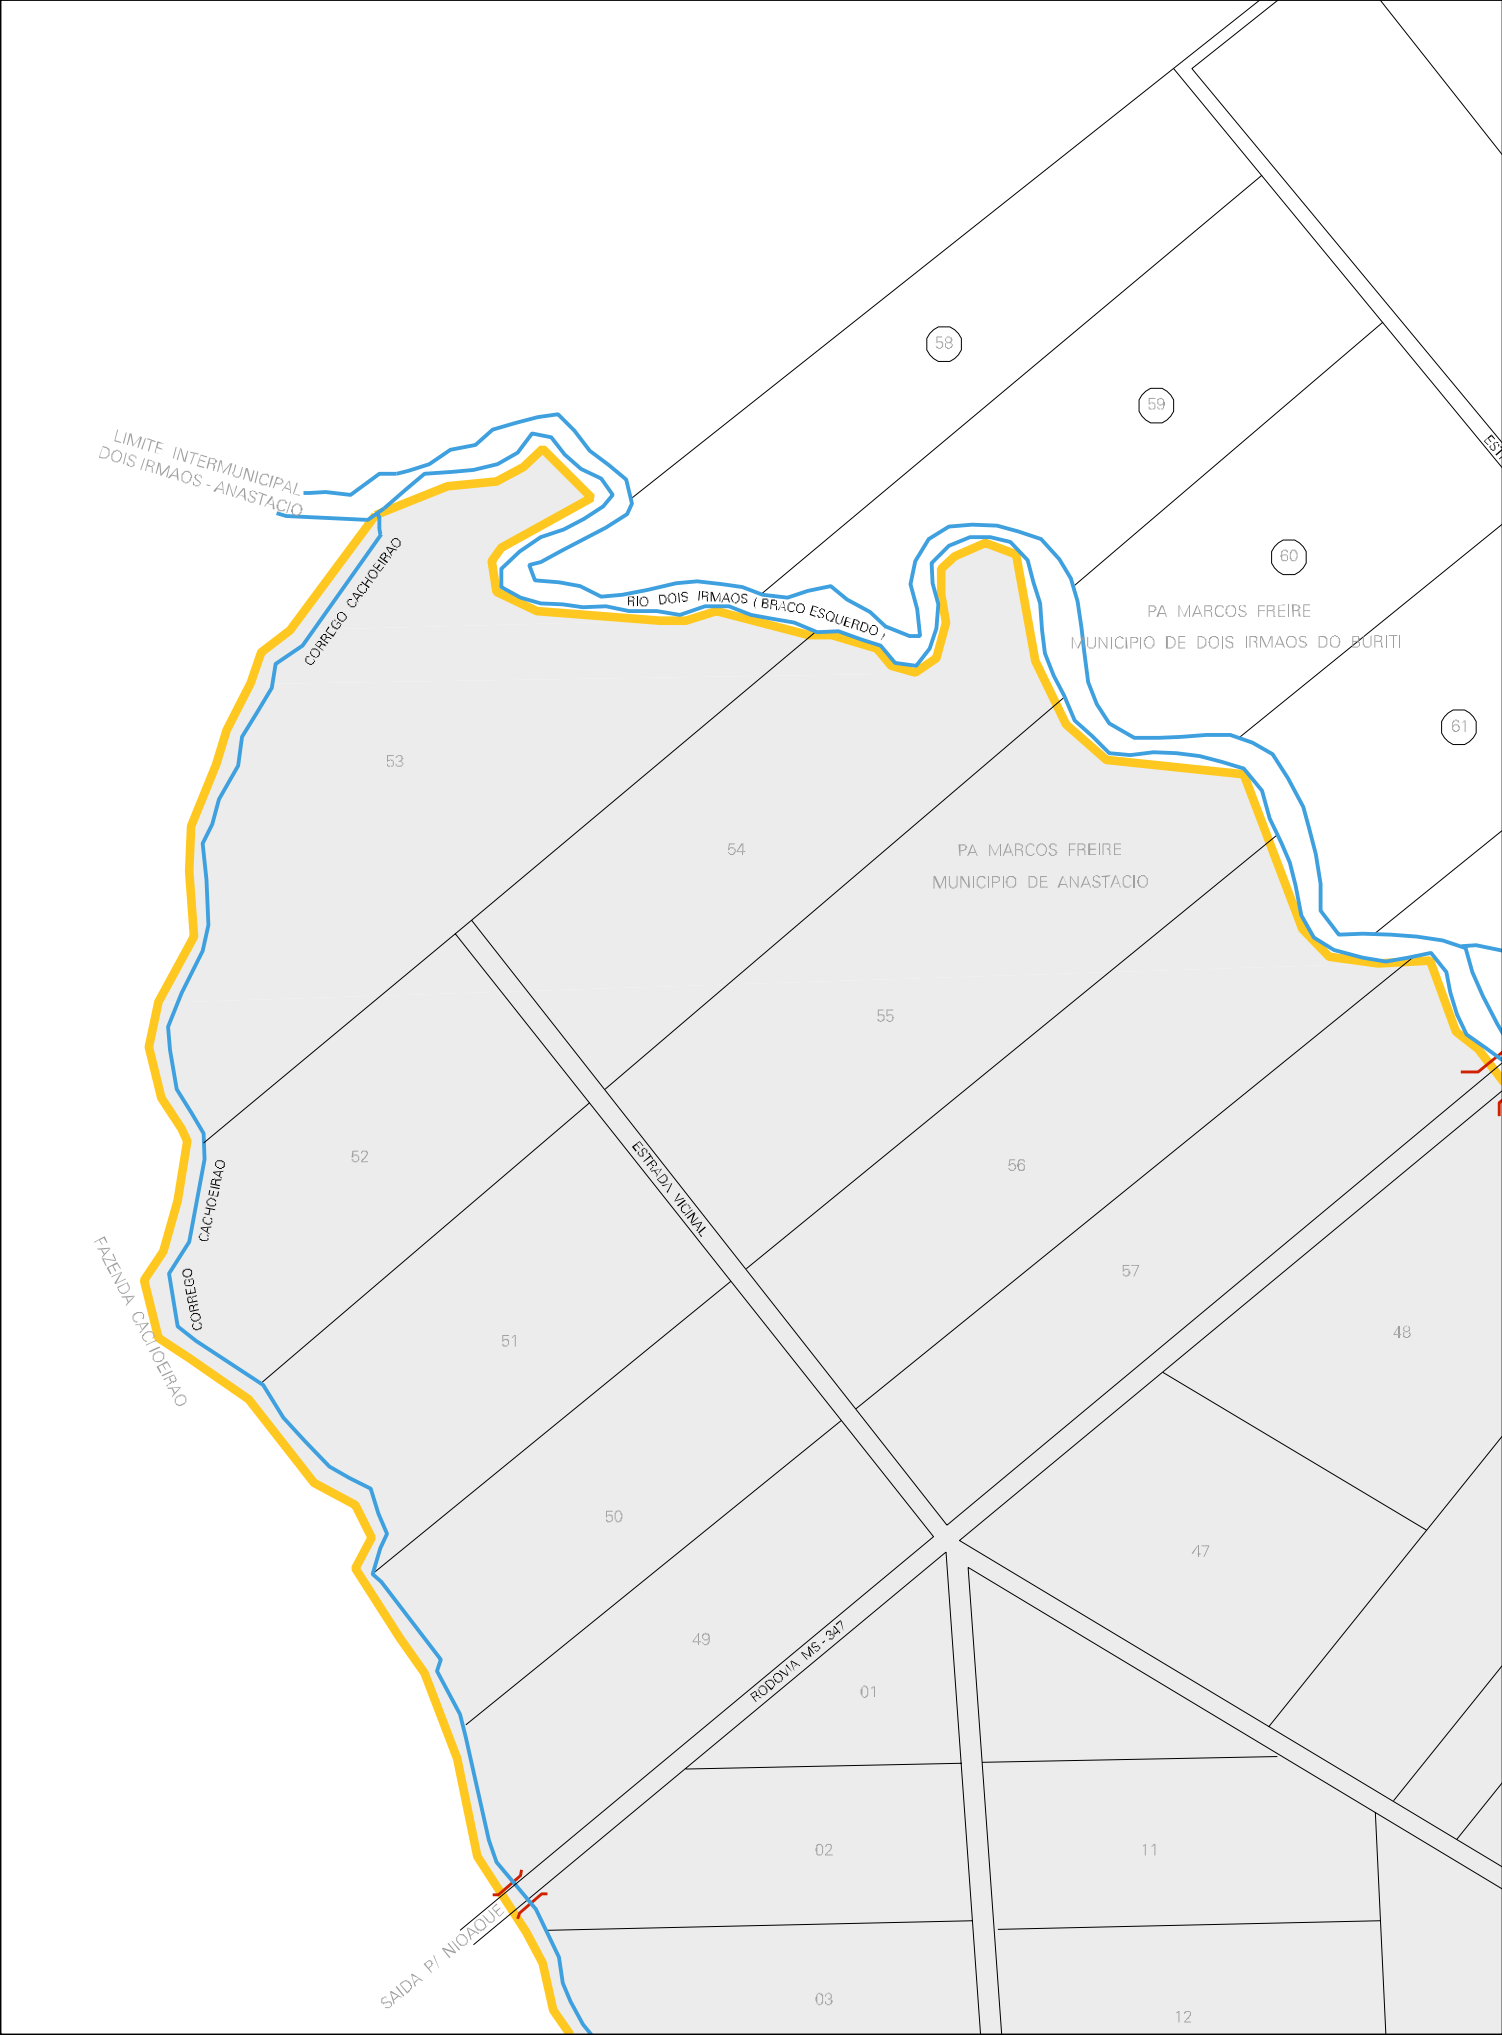 58
59
LIMITE INTERMUNICIPAL
DOIS IRMAOS - ANASTACIO
CORREGO CACHOEIRAO
60
RIO DOIS IRMAOS ( BRACO ESQUERDO )
PA MARCOS FREIRE
MUNICIPIO DE DOIS IRMAOS DO BURITI
61
53
54
PA MARCOS FREIRE
MUNICIPIO DE ANASTACIO
55
52
ESTRADA VICINAL
56
CORREGO CACHOEIRAO
FAZENDA CACHOEIRAO
57
51
48
50
47
49
RODOVIA MS - 347
01
02
11
SAIDA P/ NIOAQUE
03
12